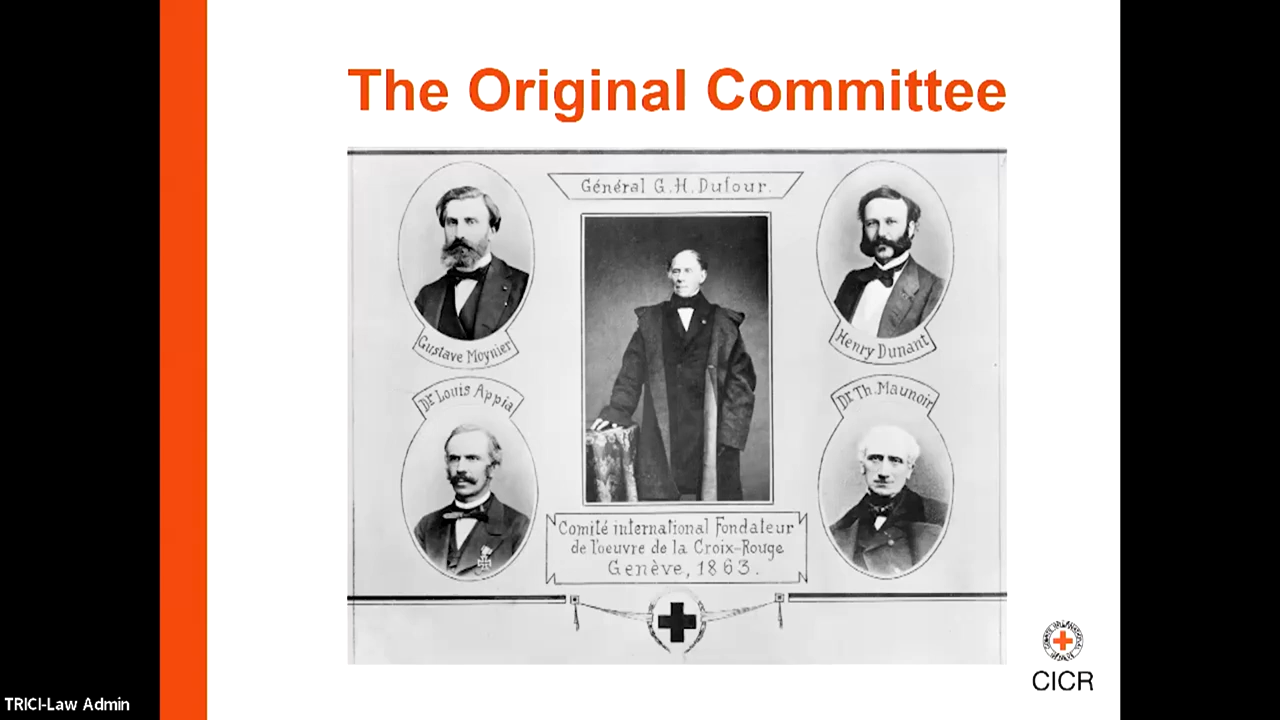 The Original Committee
Général G.H. Dufour.
Gustave Moynier
Henry Dunant
Dr Louis Appia
Dr Th. Maunoir
Comité international Fondateur
de l'oeuvre de la Croix-Rouge
Genève, 1863.
CICR
TRICI-Law Admin